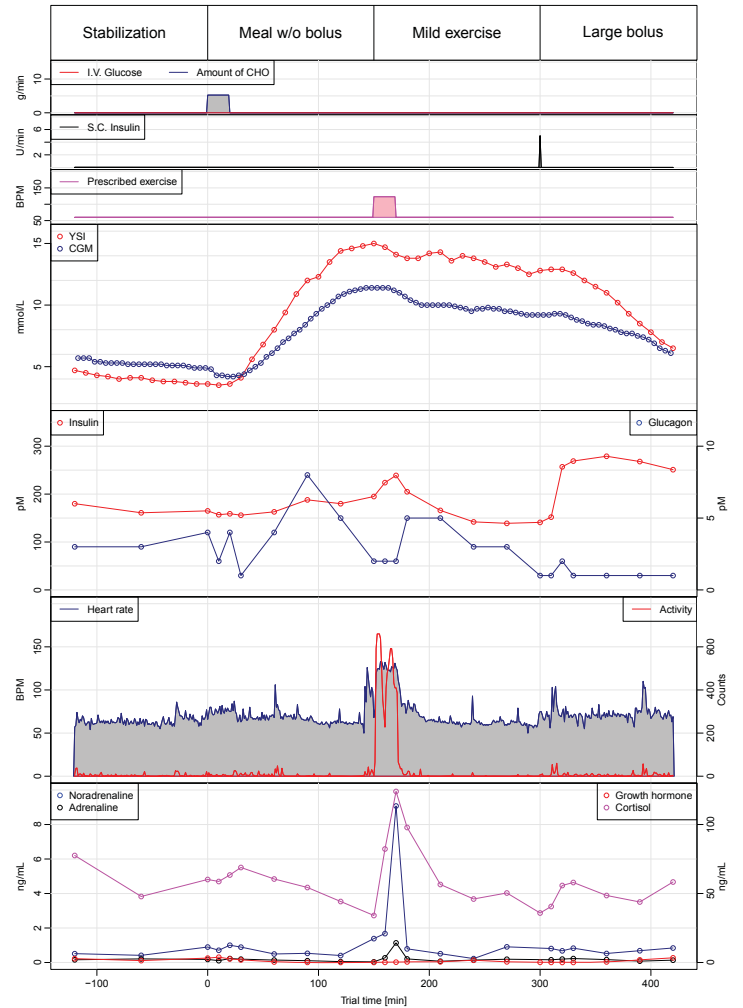 Stabilization Meal w/o bolus Mild exercise Large bolus
I.V. Glucose Amount of CHO
g/min
0 10
S.C. Insulin
U/min
2 6
Prescribed exercise
BPM
50 150
YSI
CGM
mmol/L
5 10 15
Insulin Glucagon
pM
0 100 200 300
pM
0 5 10
Heart rate Activity
BPM
0 50 100 150
Counts
0 200 400 600
Noradrenaline Growth hormone
Adrenaline Cortisol
ng/mL
0 2 4 6 8
ng/mL
0 50 100
−100 0 100 200 300 400
Trial time [min]